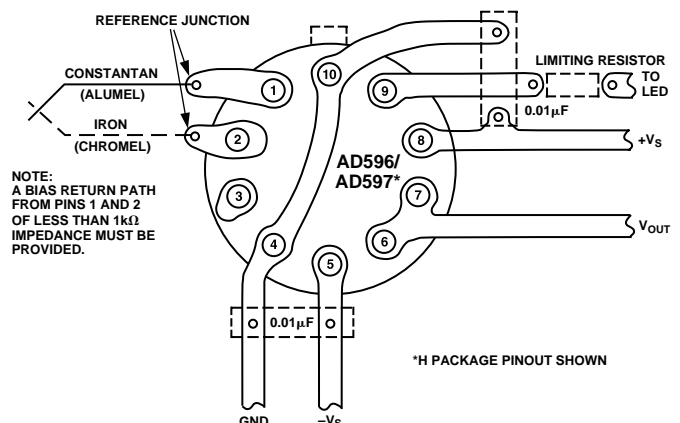 REFERENCE JUNCTION
CONSTANTAN
(ALUMEL)
IRON
(CHROMEL)
NOTE:
A BIAS RETURN PATH
FROM PINS 1 AND 2
OF LESS THAN 1kΩ
IMPEDANCE MUST BE
PROVIDED.
1
2
3
4
5
6
7
8
9
10
AD596/
AD597*
LIMITING RESISTOR
TO
LED
0.01μF
+VS
VOUT
0.01μF
GND
–VS
*H PACKAGE PINOUT SHOWN